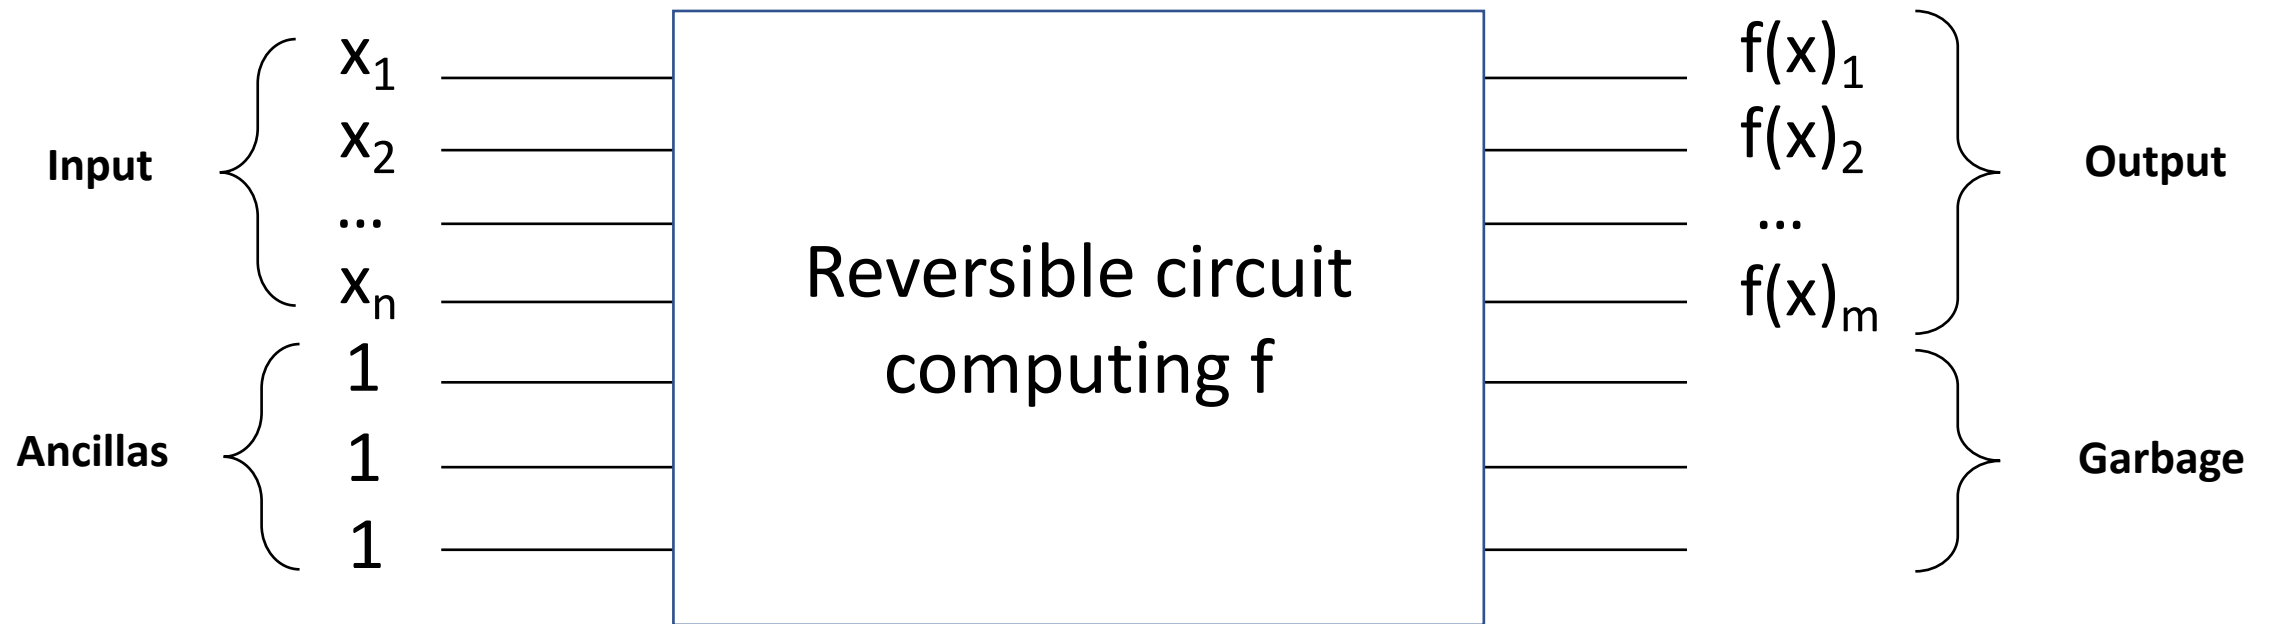 Input
x₁
x₂
...
xₙ
Ancillas
1
1
1
Reversible circuit
computing f
f(x)₁
f(x)₂
...
f(x)ₘ
Output
Garbage